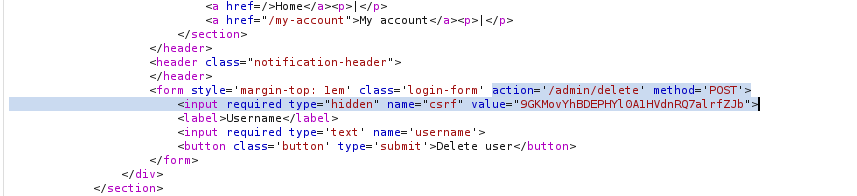 <a href=/>Home</a><p>|</p>
<a href="/my-account">My account</a><p>|</p>
</section>
</header>
<header class="notification-header">
</header>
<form style='margin-top: 1em' class='login-form' action='/admin/delete' method='POST'>
<input required type="hidden" name="csrf" value="9GKMovYhBDEPHYlOA1HVdnRQ7alrfZJb">
<label>Username</label>
<input required type='text' name='username'>
<button class='button' type='submit'>Delete user</button>
</form>
</div>
</section>